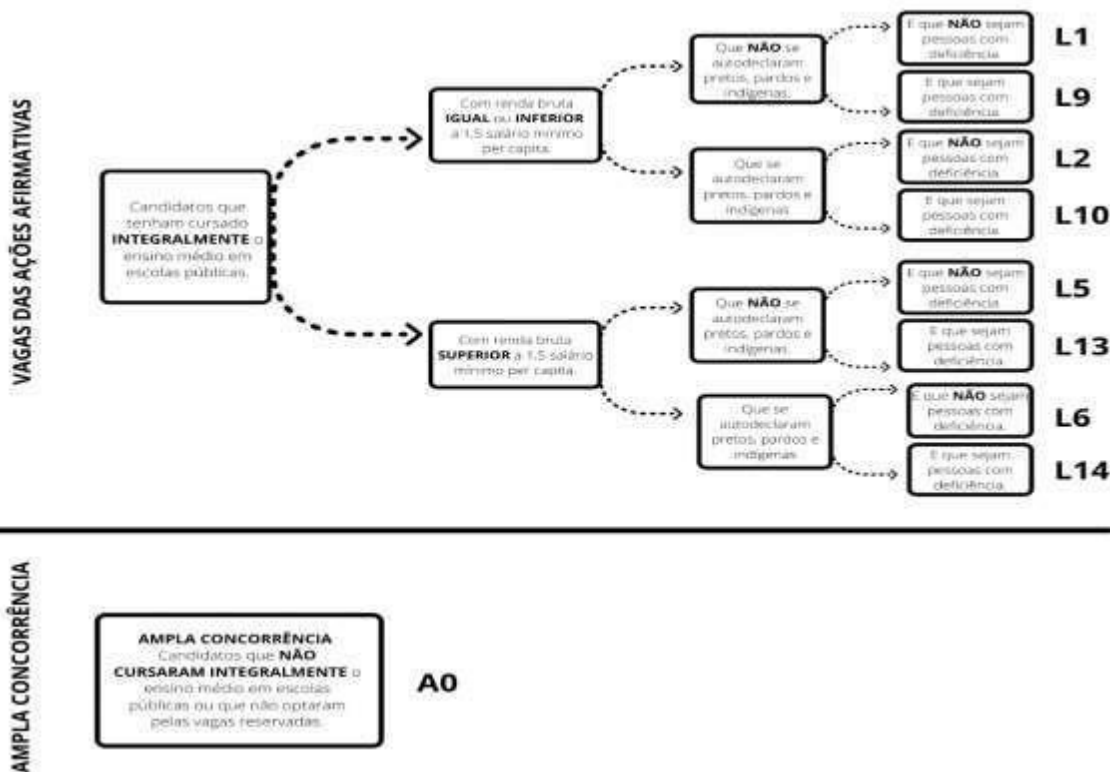 VAGAS DAS AÇÕES AFIRMATIVAS
Candidatos que
tenham cursado
INTEGRALMENTE o
ensino médio em
escolas públicas.
Com renda bruta
IGUAL ou INFERIOR
a 1,5 salário mínimo
per capita.
Que NÃO se
autodeclaram
pretos, pardos e
indígenas.
E que NÃO sejam
pessoas com
deficiência.
L1
E que sejam
pessoas com
deficiência.
L9
Que se
autodeclaram
pretos, pardos e
indígenas
E que NÃO sejam
pessoas com
deficiência.
L2
E que sejam
pessoas com
deficiência.
L10
Com renda bruta
SUPERIOR a 1,5 salário
mínimo per capita.
Que NÃO se
autodeclaram
pretos, pardos e
indígenas.
E que NÃO sejam
pessoas com
deficiência.
L5
E que sejam
pessoas com
deficiência.
L13
Que se
autodeclaram
pretos, pardos e
indígenas
E que NÃO sejam
pessoas com
deficiência.
L6
E que sejam
pessoas com
deficiência.
L14
AMPLA CONCORRÊNCIA
AMPLA CONCORRÊNCIA
Candidatos que NÃO
CURSARAM INTEGRALMENTE o
ensino médio em escolas
públicas ou que não optaram
pelas vagas reservadas.
A0